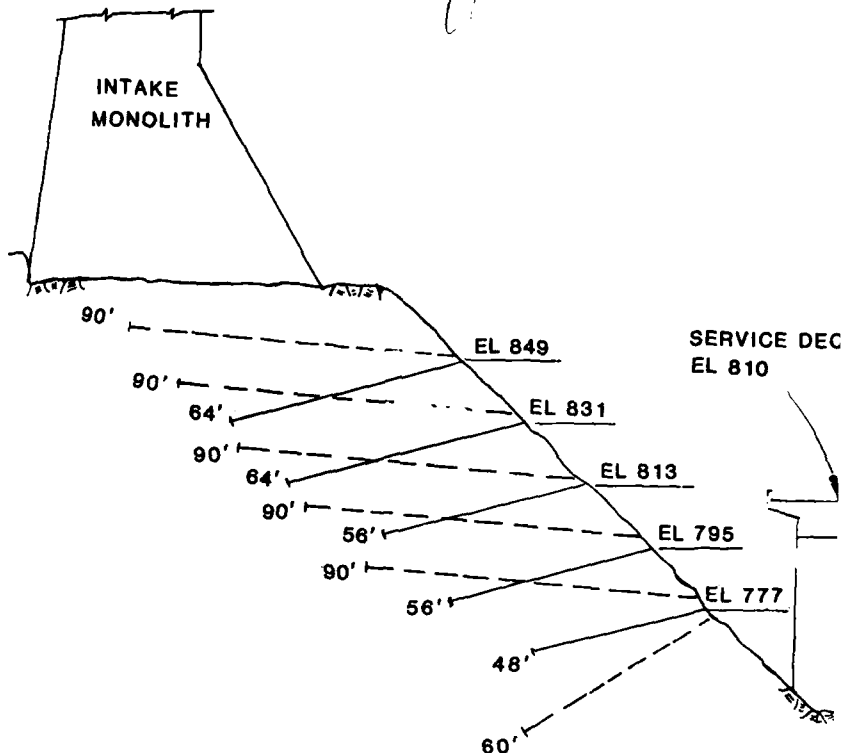 INTAKE
MONOLITH
90'
EL 849
SERVICE DEC
EL 810
90'
64'
EL 831
90'
64'
EL 813
90'
56'
EL 795
90'
56'
EL 777
48'
60'